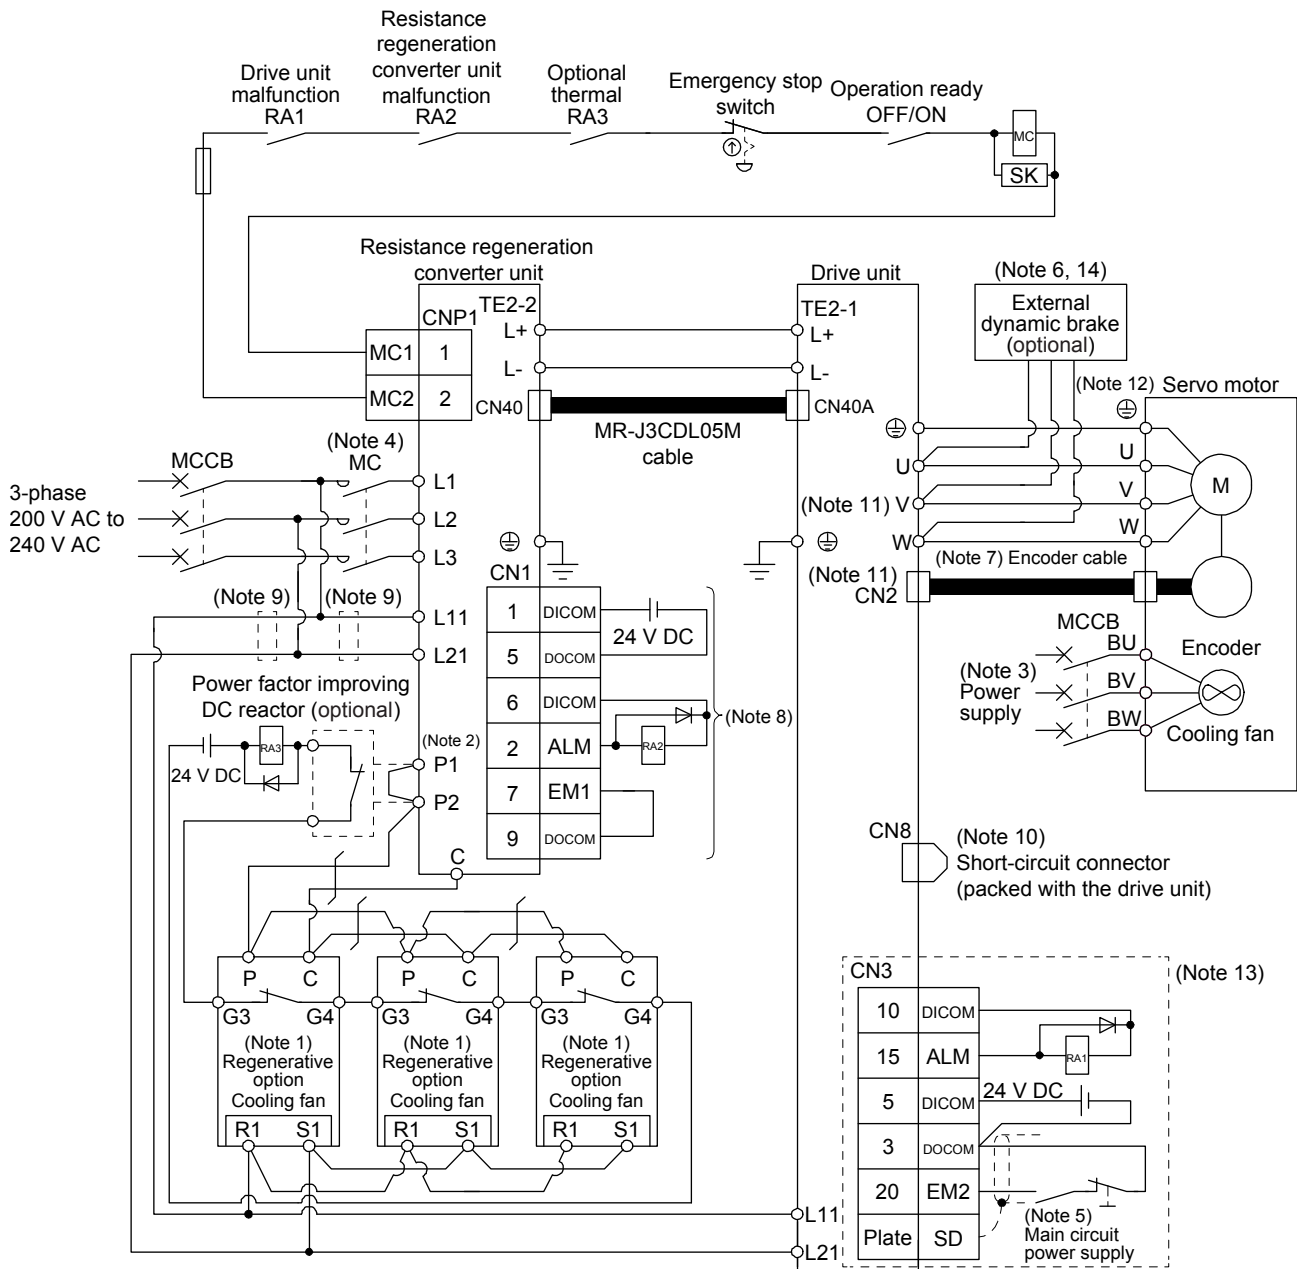 Resistance
regeneration
converter unit
malfunction
RA2
Drive unit
malfunction
RA1
Optional
thermal
RA3
Emergency stop
switch
Operation ready
OFF/ON
MC
SK
Resistance regeneration
converter unit
Drive unit
(Note 6, 14)
External
dynamic brake
(optional)
CNP1
TE2-2
TE2-1
L+
L+
MC1
1
L-
L-
MC2
2
CN40
CN40A
MR-J3CDL05M
cable
(Note 12)
Servo motor
(Note 4)
MC
MCCB
3-phase
200 V AC to
240 V AC
L1
L2
L3
U
U
(Note 11) V
V
W
W
M
(Note 7) Encoder cable
(Note 11)
CN2
Encoder
(Note 9)
(Note 9)
L11
L21
CN1
1
DICOM
24 V DC
5
DOCOM
6
DICOM
2
ALM
RA2
7
EM1
9
DOCOM
(Note 8)
MCCB
(Note 3)
Power
supply
BU
BV
BW
Cooling fan
Power factor improving
DC reactor (optional)
RA3
24 V DC
(Note 2)
P1
P2
C
CN8
(Note 10)
Short-circuit connector
(packed with the drive unit)
P
C
P
C
P
C
G3
G4
G3
G4
G3
G4
(Note 1)
Regenerative
option
Cooling fan
R1
S1
(Note 1)
Regenerative
option
Cooling fan
R1
S1
(Note 1)
Regenerative
option
Cooling fan
R1
S1
CN3
(Note 13)
10
DICOM
15
ALM
RA1
5
DICOM
24 V DC
3
DOCOM
20
EM2
Plate
SD
(Note 5)
Main circuit
power supply
L11
L21